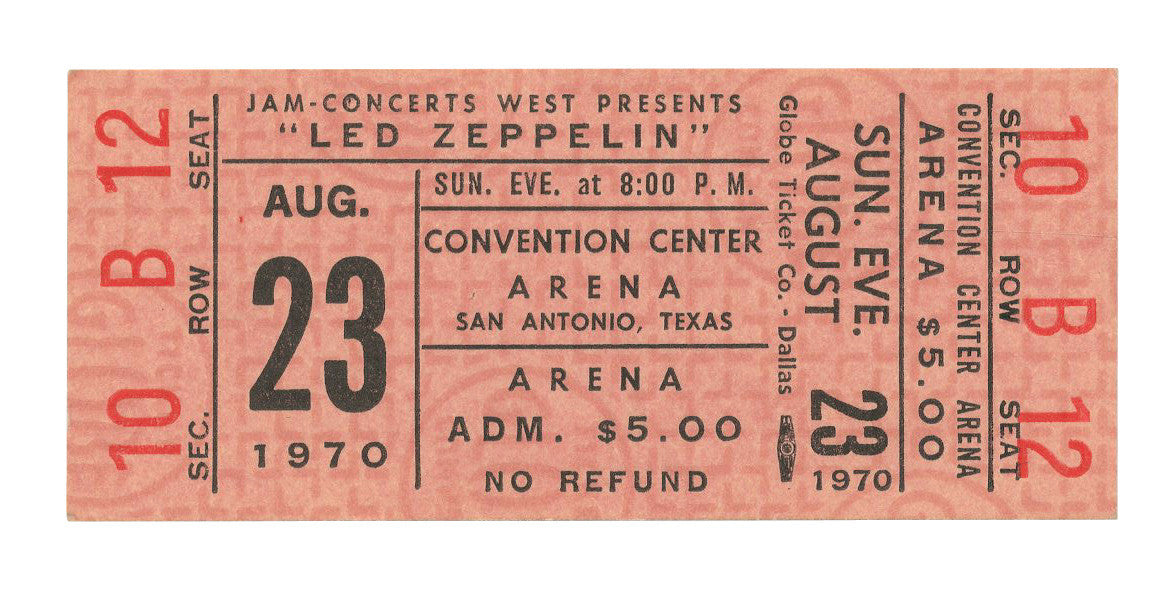 SEC. 10 ROW B SEAT 12
JAM-CONCERTS WEST PRESENTS
"LED ZEPPELIN"
AUG.
23
1970
SUN. EVE. at 8:00 P. M.
CONVENTION CENTER
ARENA
SAN ANTONIO, TEXAS
ARENA
ADM. $5.00
NO REFUND
Globe Ticket Co. - Dallas
SUN. EVE.
AUGUST 23
1970
CONVENTION CENTER ARENA
ARENA $5.00
SEC. 10 ROW B SEAT 12